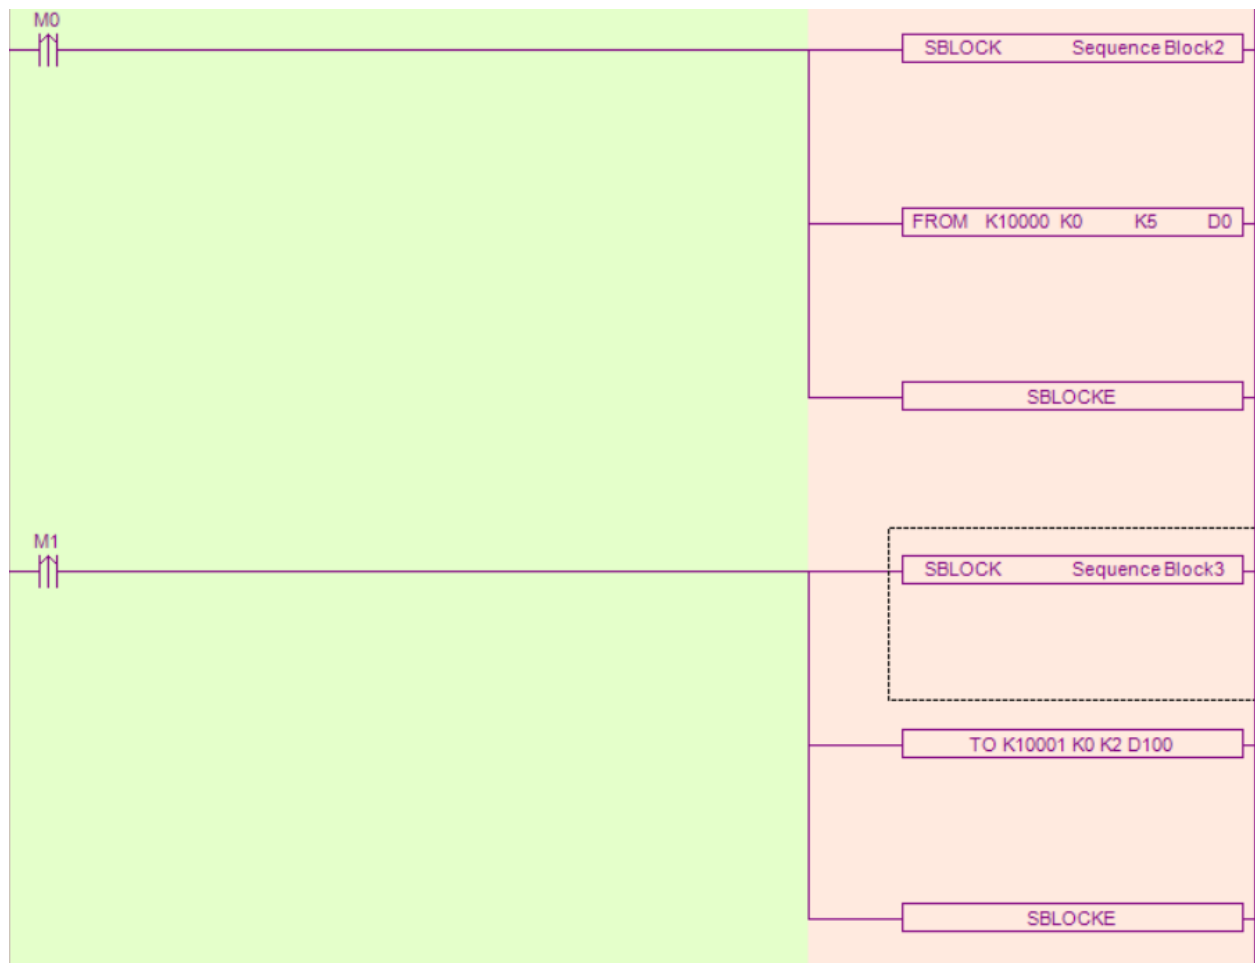 M0
SBLOCK Sequence Block2
FROM K10000 K0 K5 D0
SBLOCKE
M1
SBLOCK Sequence Block3
TO K10001 K0 K2 D100
SBLOCKE